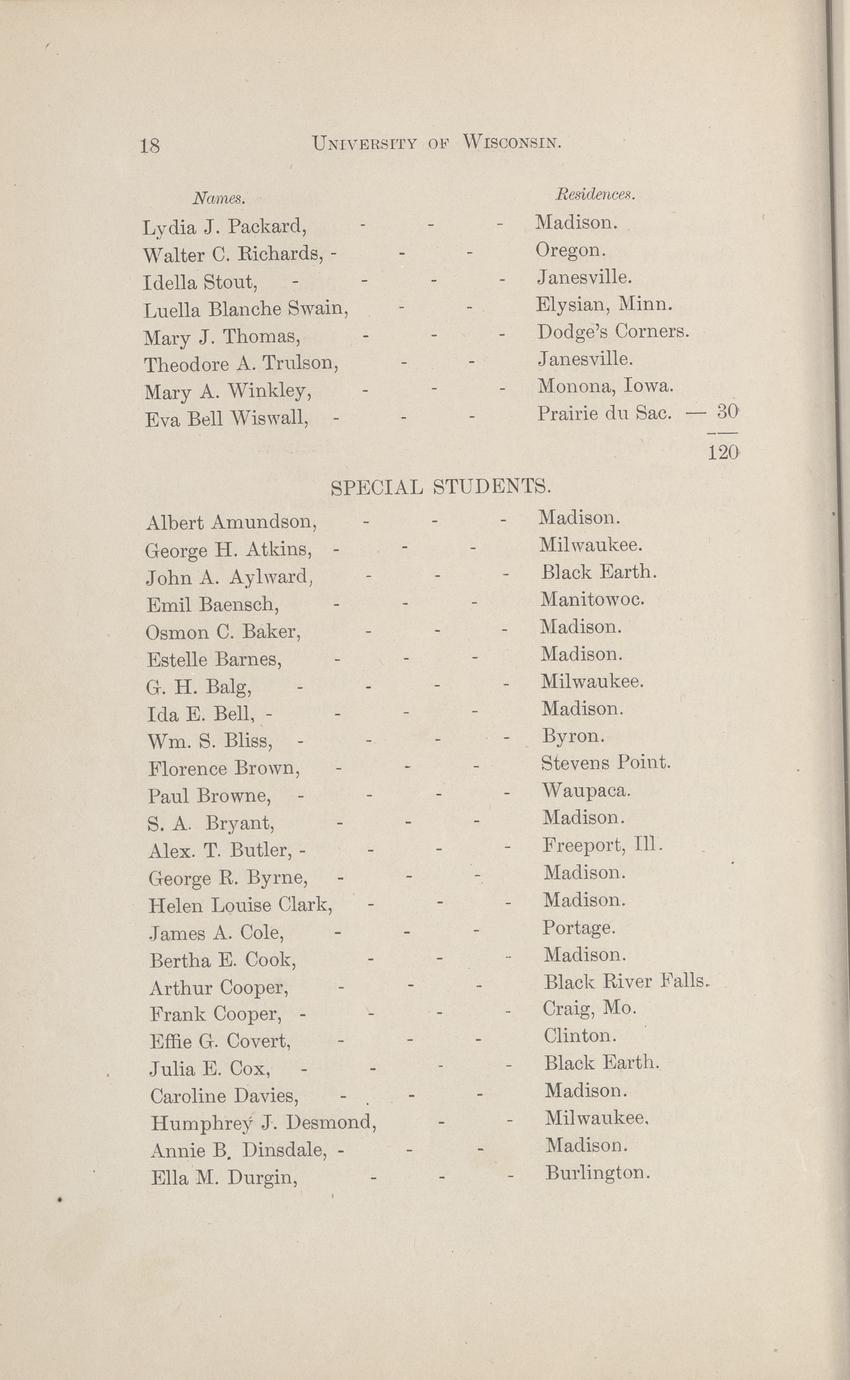 18 University of Wisconsin.
Names. Residences.
Lydia J. Packard, - - - Madison.
Walter C. Richards, - - - Oregon.
Idella Stout, - - - - Janesville.
Luella Blanche Swain, - - Elysian, Minn.
Mary J. Thomas, - - - Dodge's Corners.
Theodore A. Trulson, - - Janesville.
Mary A. Winkley, - - - Monona, Iowa.
Eva Bell Wiswall, - - - Prairie du Sac. — 30
120
SPECIAL STUDENTS.
Albert Amundson, - - - Madison.
George H. Atkins, - - - Milwaukee.
John A. Aylward, - - - Black Earth.
Emil Baensch, - - - Manitowoc.
Osmon C. Baker, - - - Madison.
Estelle Barnes, - - - Madison.
G. H. Balg, - - - - Milwaukee.
Ida E. Bell, - - - - Madison.
Wm. S. Bliss, - - - - Byron.
Florence Brown, - - - Stevens Point.
Paul Browne, - - - - Waupaca.
S. A. Bryant, - - - Madison.
Alex. T. Butler, - - - - Freeport, Ill.
George R. Byrne, - - - Madison.
Helen Louise Clark, - - - Madison.
James A. Cole, - - - Portage.
Bertha E. Cook, - - - Madison.
Arthur Cooper, - - - Black River Falls.
Frank Cooper, - - - - Craig, Mo.
Effie G. Covert, - - - Clinton.
Julia E. Cox, - - - - Black Earth.
Caroline Davies, - - - Madison.
Humphrey J. Desmond, - - Milwaukee.
Annie B. Dinsdale, - - - Madison.
Ella M. Durgin, - - - Burlington.